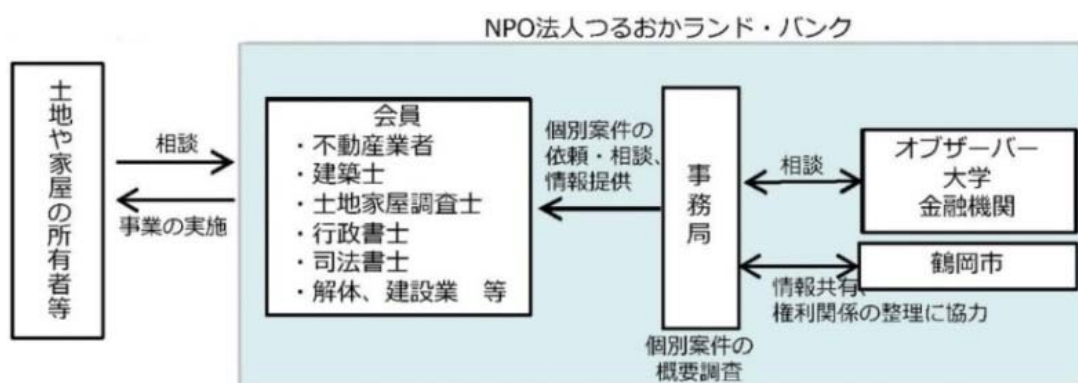 NPO法人つるおかランド・バンク
土地や家屋の所有者等
相談
事業の実施
会員
・不動産業者
・建築士
・土地家屋調査士
・行政書士
・司法書士
・解体、建設業　等
個別案件の
依頼・相談、
情報提供
事務局
個別案件の
概要調査
相談
オブザーバー
大学
金融機関
鶴岡市
情報共有、
権利関係の整理に協力